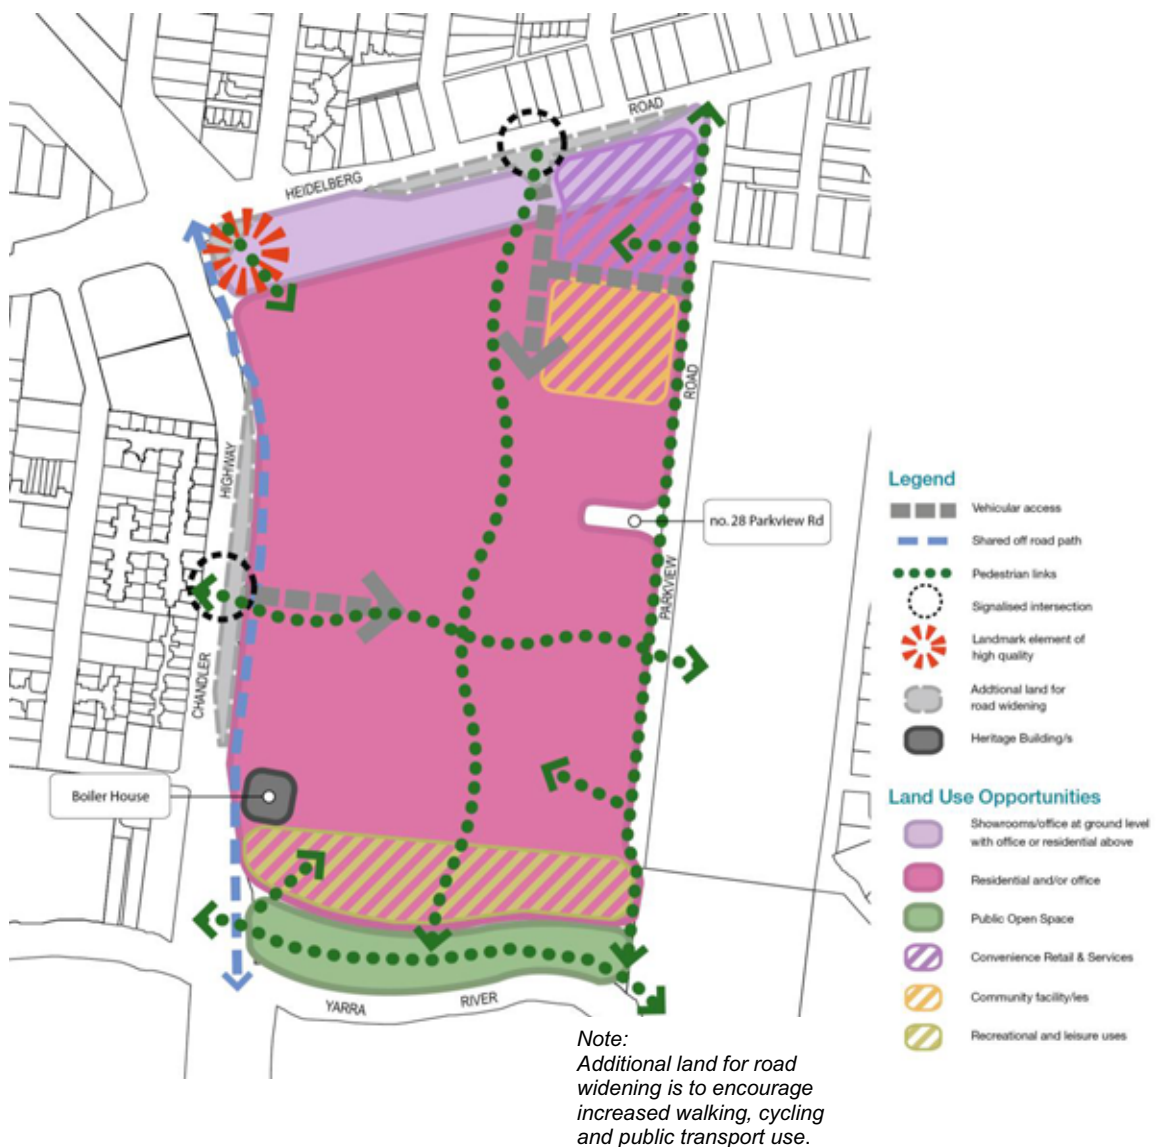 ROAD
HEIDELBERG
ROAD
HIGHWAY
no. 28 Parkview Rd
PARKVIEW
CHANDLER
Boiler House
YARRA
RIVER
Legend
Vehicular access
Shared off road path
Pedestrian links
Signalised intersection
Landmark element of
high quality
Addtional land for
road widening
Heritage Building/s
Land Use Opportunities
Showrooms/office at ground level
with office or residential above
Residential and/or office
Public Open Space
Convenience Retail & Services
Community facility/ies
Recreational and leisure uses
Note:
Additional land for road
widening is to encourage
increased walking, cycling
and public transport use.